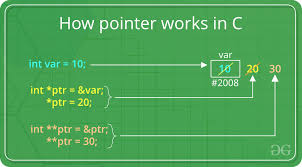 How pointer works in C
var
int var = 10;
10 20 30
#2008
int *ptr = &var;
*ptr = 20;
int **ptr = &ptr;
**ptr = 30;